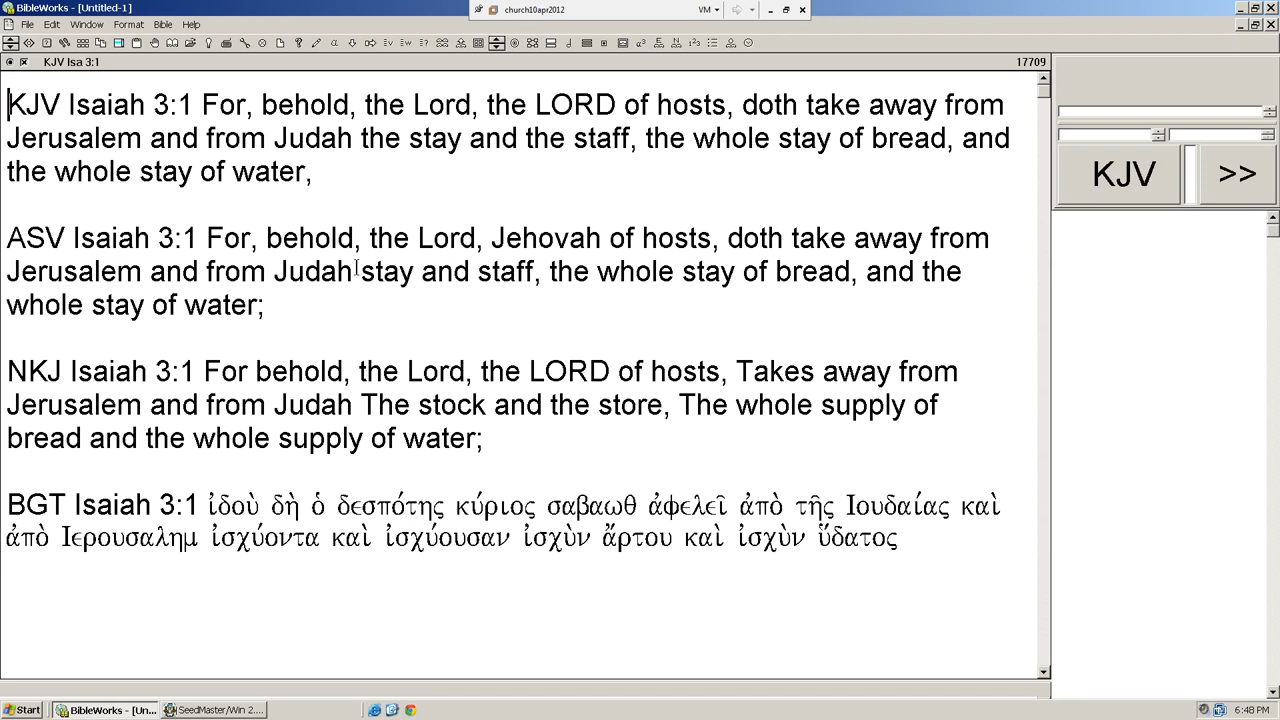 BibleWorks - [Untitled-1]
church10apr2012
VM
File Edit Window Format Bible Help
KJV Isa 3:1
17709
KJV Isaiah 3:1 For, behold, the Lord, the LORD of hosts, doth take away from
Jerusalem and from Judah the stay and the staff, the whole stay of bread, and
the whole stay of water,
ASV Isaiah 3:1 For, behold, the Lord, Jehovah of hosts, doth take away from
Jerusalem and from Judah stay and staff, the whole stay of bread, and the
whole stay of water;
NKJ Isaiah 3:1 For behold, the Lord, the LORD of hosts, Takes away from
Jerusalem and from Judah The stock and the store, The whole supply of
bread and the whole supply of water;
BGT Isaiah 3:1 ἰδοὺ δὴ ὁ δεσπότης κύριος σαβαωθ ἀφελεῖ ἀπὸ τῆς Ιουδαίας καὶ
ἀπὸ Ιερουσαλημ ἰσχύοντα καὶ ἰσχύουσαν ἰσχὺν ἄρτου καὶ ἰσχὺν ὕδατος
KJV
>>
Start
BibleWorks - [Un...
SeedMaster/Win 2...
6:48 PM